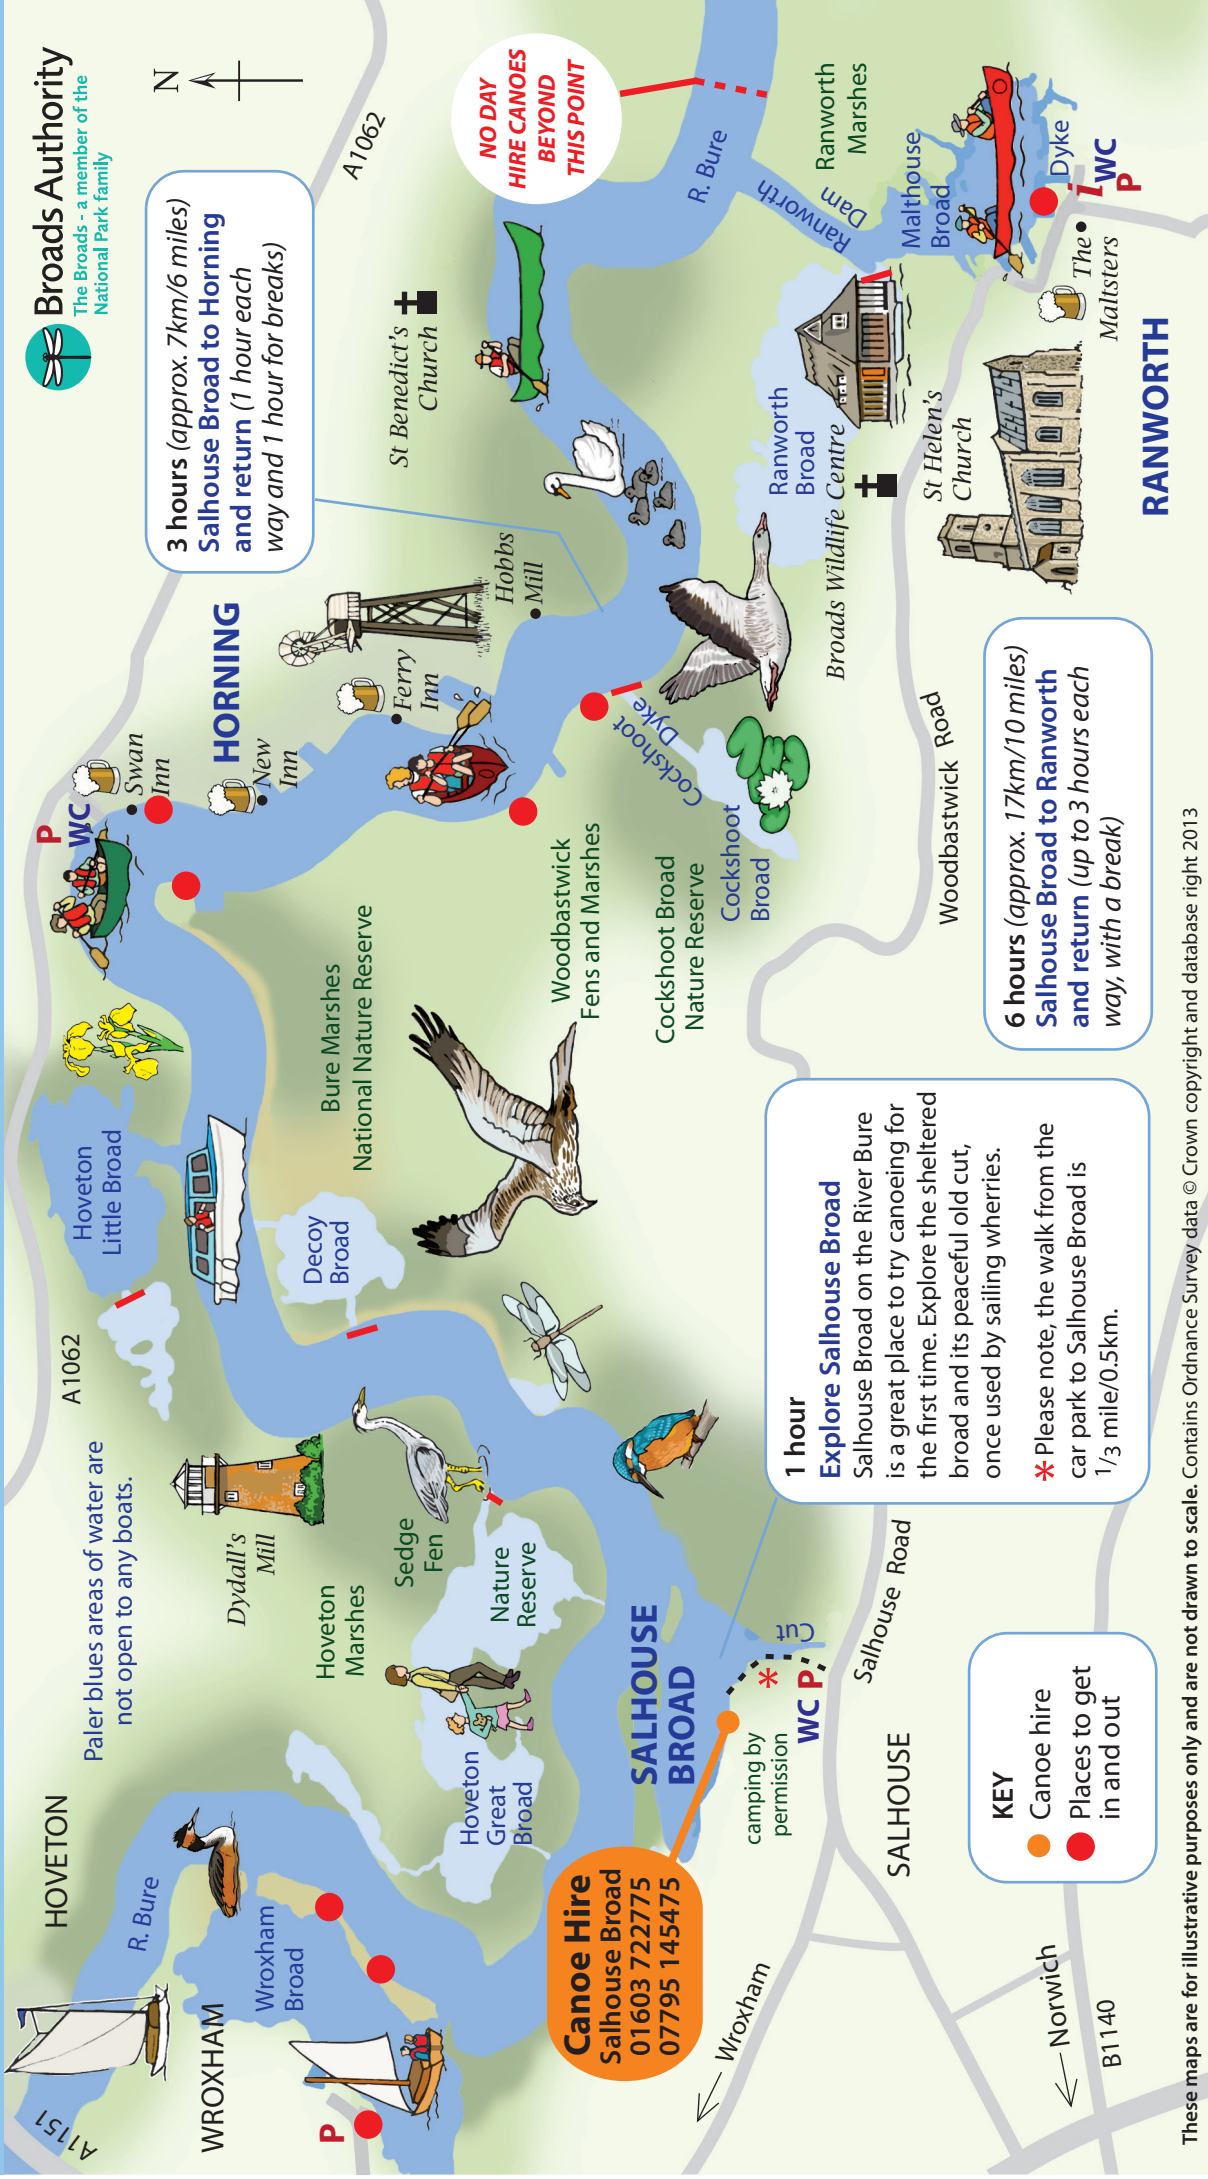 Broads Authority
The Broads - a member of the
National Park family
N
A1151
HOVETON
R. Bure
WROXHAM
Wroxham
Broad
P
Paler blues areas of water are
not open to any boats.
A1062
Hoveton
Little Broad
Dydall's
Mill
Hoveton
Marshes
Sedge
Fen
Nature
Reserve
Hoveton
Great
Broad
Decoy
Broad
Bure Marshes
National Nature Reserve
P
WC
Swan
Inn
HORNING
New
Inn
Ferry
Inn
Hobbs
Mill
3 hours (approx. 7km/6 miles)
Salhouse Broad to Horning
and return (1 hour each
way and 1 hour for breaks)
A1062
St Benedict's
Church
NO DAY
HIRE CANOES
BEYOND
THIS POINT
R. Bure
Ranworth
Dam
Ranworth
Marshes
Malthouse
Broad
Dyke
i
WC
P
The
Maltsters
Ranworth
Broad
Broads Wildlife Centre
St Helen's
Church
RANWORTH
Woodbastwick
Fens and Marshes
Cockshoot
Dyke
Cockshoot Broad
Nature Reserve
Cockshoot
Broad
Woodbastwick Road
6 hours (approx. 17km/10 miles)
Salhouse Broad to Ranworth
and return (up to 3 hours each
way, with a break)
1 hour
Explore Salhouse Broad
Salhouse Broad on the River Bure
is a great place to try canoeing for
the first time. Explore the sheltered
broad and its peaceful old cut,
once used by sailing wherries.
* Please note, the walk from the
car park to Salhouse Broad is
1/3 mile/0.5km.
SALHOUSE
BROAD
Cut
*
WC P
camping by
permission
Salhouse Road
SALHOUSE
Canoe Hire
Salhouse Broad
01603 722775
07795 145475
Wroxham
Norwich
B1140
KEY
Canoe hire
Places to get
in and out
These maps are for illustrative purposes only and are not drawn to scale. Contains Ordnance Survey data © Crown copyright and database right 2013